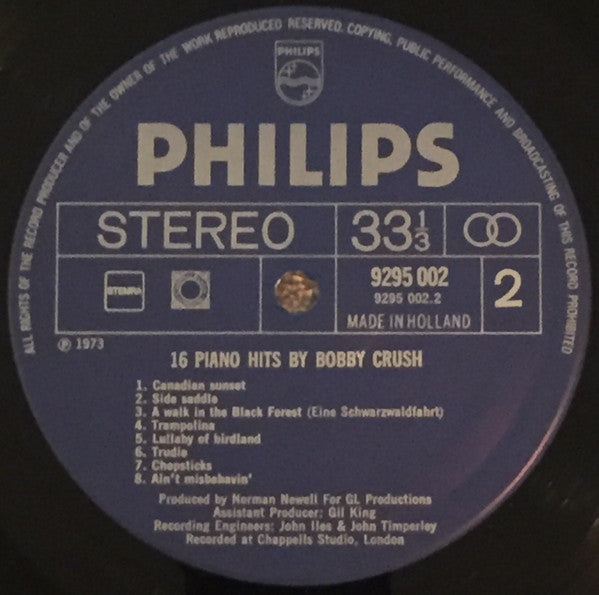 ALL RIGHTS OF THE RECORD PRODUCER AND OF THE OWNER OF THE WORK REPRODUCED RESERVED. COPYING, PUBLIC PERFORMANCE AND BROADCASTING OF THIS RECORD PROHIBITED
PHILIPS
PHILIPS
STEREO 33⅓
STEMRA 9295 002
9295 002.2
2
MADE IN HOLLAND
℗ 1973
16 PIANO HITS BY BOBBY CRUSH
1. Canadian sunset
2. Side saddle
3. A walk in the Black Forest (Eine Schwarzwaldfahrt)
4. Trampolina
5. Lullaby of birdland
6. Trudie
7. Chopsticks
8. Ain't misbehavin'
Produced by Norman Newell For GL Productions
Assistant Producer: Gil King
Recording Engineers: John Iles & John Timperley
Recorded at Chappells Studio, London